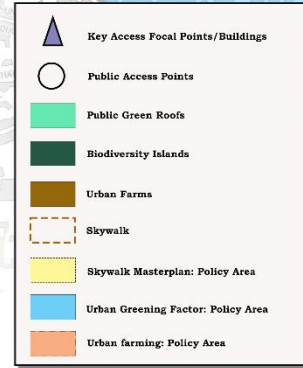 Key Access Focal Points/Buildings
Public Access Points
Public Green Roofs
Biodiversity Islands
Urban Farms
Skywalk
Skywalk Masterplan: Policy Area
Urban Greening Factor: Policy Area
Urban farming: Policy Area